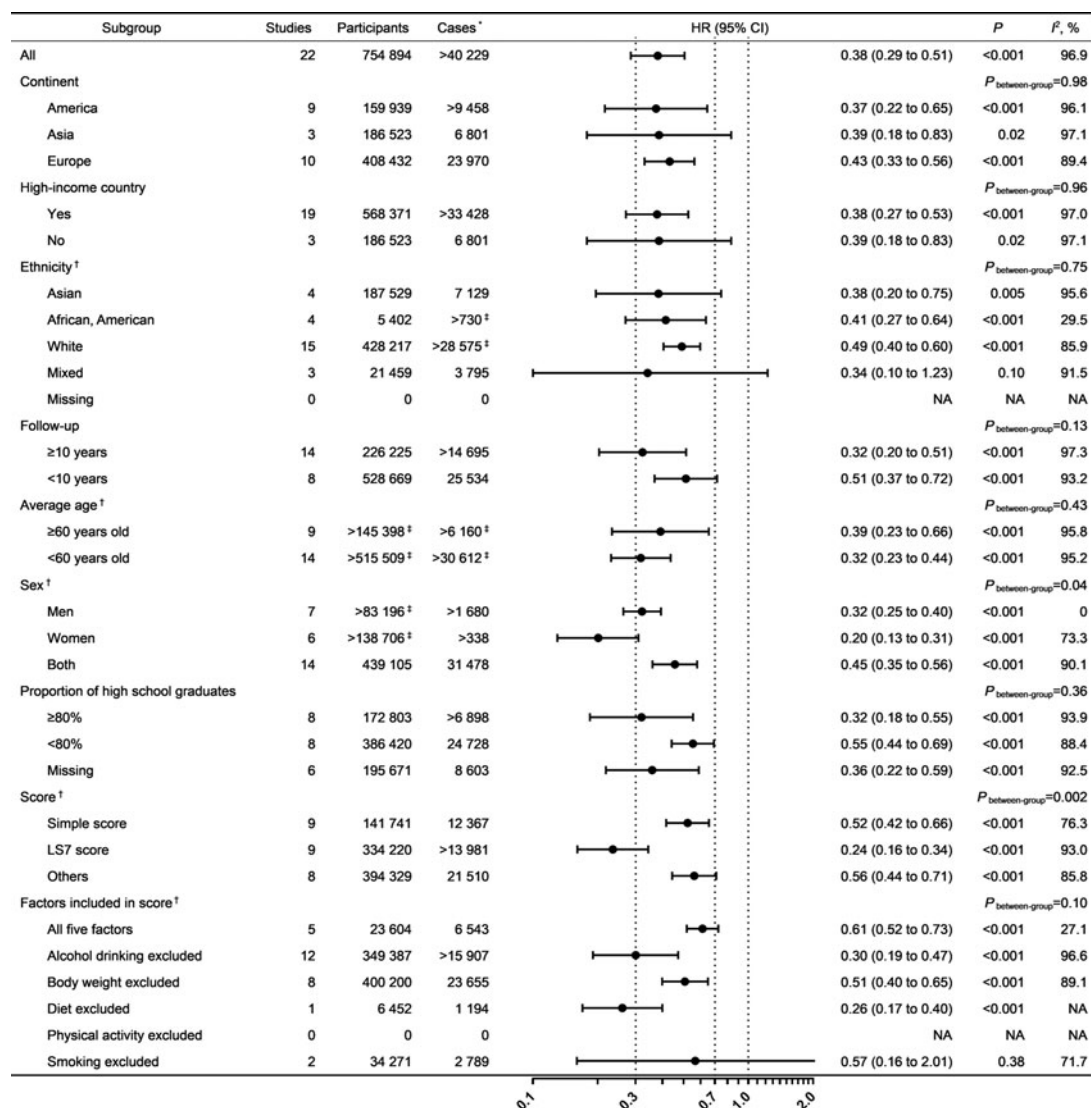 Subgroup Studies Participants Cases* HR (95% CI) P I², %
All 22 754 894 >40 229 0.38 (0.29 to 0.51) <0.001 96.9
Continent P between-group=0.98
America 9 159 939 >9 458 0.37 (0.22 to 0.65) <0.001 96.1
Asia 3 186 523 6 801 0.39 (0.18 to 0.83) 0.02 97.1
Europe 10 408 432 23 970 0.43 (0.33 to 0.56) <0.001 89.4
High-income country P between-group=0.96
Yes 19 568 371 >33 428 0.38 (0.27 to 0.53) <0.001 97.0
No 3 186 523 6 801 0.39 (0.18 to 0.83) 0.02 97.1
Ethnicity† P between-group=0.75
Asian 4 187 529 7 129 0.38 (0.20 to 0.75) 0.005 95.6
African, American 4 5 402 >730‡ 0.41 (0.27 to 0.64) <0.001 29.5
White 15 428 217 >28 575‡ 0.49 (0.40 to 0.60) <0.001 85.9
Mixed 3 21 459 3 795 0.34 (0.10 to 1.23) 0.10 91.5
Missing 0 0 0 NA NA NA
Follow-up P between-group=0.13
≥10 years 14 226 225 >14 695 0.32 (0.20 to 0.51) <0.001 97.3
<10 years 8 528 669 25 534 0.51 (0.37 to 0.72) <0.001 93.2
Average age† P between-group=0.43
≥60 years old 9 >145 398‡ >6 160‡ 0.39 (0.23 to 0.66) <0.001 95.8
<60 years old 14 >515 509‡ >30 612‡ 0.32 (0.23 to 0.44) <0.001 95.2
Sex† P between-group=0.04
Men 7 >83 196‡ >1 680 0.32 (0.25 to 0.40) <0.001 0
Women 6 >138 706‡ >338 0.20 (0.13 to 0.31) <0.001 73.3
Both 14 439 105 31 478 0.45 (0.35 to 0.56) <0.001 90.1
Proportion of high school graduates P between-group=0.36
≥80% 8 172 803 >6 898 0.32 (0.18 to 0.55) <0.001 93.9
<80% 8 386 420 24 728 0.55 (0.44 to 0.69) <0.001 88.4
Missing 6 195 671 8 603 0.36 (0.22 to 0.59) <0.001 92.5
Score† P between-group=0.002
Simple score 9 141 741 12 367 0.52 (0.42 to 0.66) <0.001 76.3
LS7 score 9 334 220 >13 981 0.24 (0.16 to 0.34) <0.001 93.0
Others 8 394 329 21 510 0.56 (0.44 to 0.71) <0.001 85.8
Factors included in score† P between-group=0.10
All five factors 5 23 604 6 543 0.61 (0.52 to 0.73) <0.001 27.1
Alcohol drinking excluded 12 349 387 >15 907 0.30 (0.19 to 0.47) <0.001 96.6
Body weight excluded 8 400 200 23 655 0.51 (0.40 to 0.65) <0.001 89.1
Diet excluded 1 6 452 1 194 0.26 (0.17 to 0.40) <0.001 NA
Physical activity excluded 0 0 0 NA NA NA
Smoking excluded 2 34 271 2 789 0.57 (0.16 to 2.01) 0.38 71.7
0.1 0.3 0.7 1.0 2.0